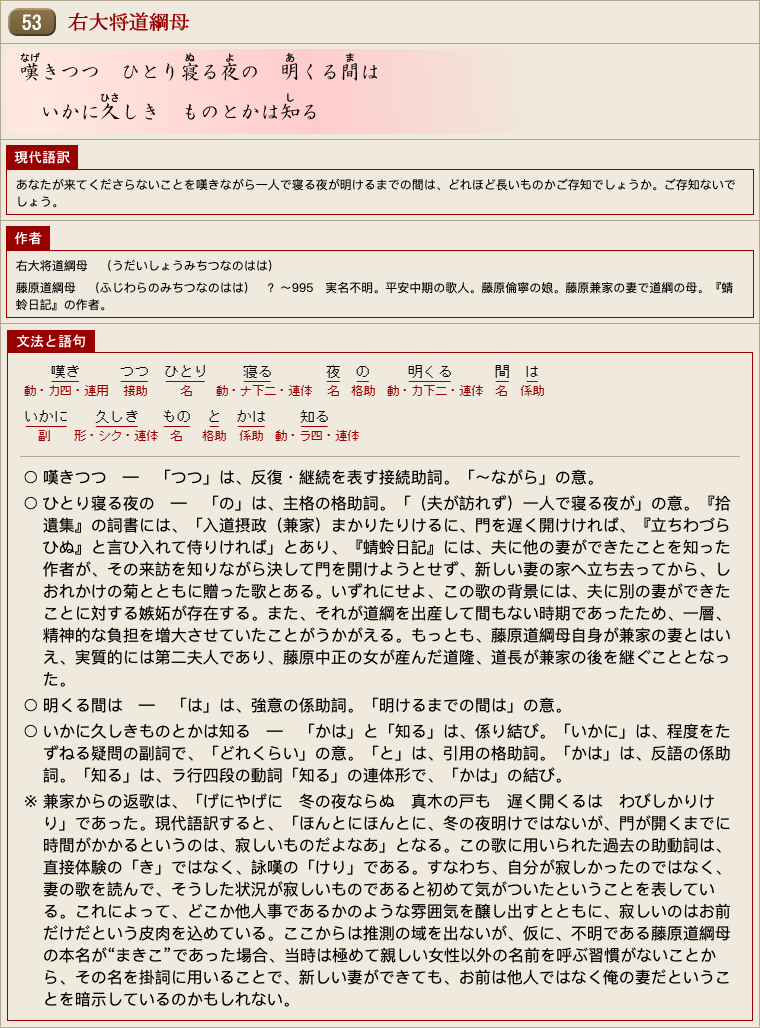 53 右大将道綱母
嘆きつつ　ひとり寝る夜の　明くる間は
いかに久しき　ものとかは知る
現代語訳
あなたが来てくださらないことを嘆きながら一人で寝る夜が明けるまでの間は、どれほど長いものかご存知でしょうか。ご存知ないで
しょう。
作者
右大将道綱母　（うだいしょうみちつなのはは）
藤原道綱母　（ふじわらのみちつなのはは）　？～995　実名不明。平安中期の歌人。藤原倫寧の娘。藤原兼家の妻で道綱の母。『蜻
蛉日記』の作者。
文法と語句
嘆き　つつ　ひとり　寝る　夜　の　明くる　間　は
動・カ四・連用　接助　名　動・ナ下二・連体　名　格助　動・カ下二・連体　名　係助
いかに　久しき　もの　と　かは　知る
副　形・シク・連体　名　格助　係助　動・ラ四・連体
○ 嘆きつつ　―　「つつ」は、反復・継続を表す接続助詞。「～ながら」の意。
○ ひとり寝る夜の　―　「の」は、主格の格助詞。「（夫が訪れず）一人で寝る夜が」の意。『拾
遺集』の詞書には、「入道摂政（兼家）まかりたりけるに、門を遅く開けければ、『立ちわづら
ひぬ』と言ひ入れて侍りければ」とあり、『蜻蛉日記』には、夫に他の妻ができたことを知った
作者が、その来訪を知りながら決して門を開けようとせず、新しい妻の家へ立ち去ってから、し
おれかけの菊とともに贈った歌とある。いずれにせよ、この歌の背景には、夫に別の妻ができた
ことに対する嫉妬が存在する。また、それが道綱を出産して間もない時期であったため、一層、
精神的な負担を増大させていたことがうかがえる。もっとも、藤原道綱母自身が兼家の妻とはい
え、実質的には第二夫人であり、藤原中正の女が産んだ道隆、道長が兼家の後を継ぐこととなっ
た。
○ 明くる間は　―　「は」は、強意の係助詞。「明けるまでの間は」の意。
○ いかに久しきものとかは知る　―　「かは」と「知る」は、係り結び。「いかに」は、程度をた
ずねる疑問の副詞で、「どれくらい」の意。「と」は、引用の格助詞。「かは」は、反語の係助
詞。「知る」は、ラ行四段の動詞「知る」の連体形で、「かは」の結び。
※ 兼家からの返歌は、「げにやげに　冬の夜ならぬ　真木の戸も　遅く開くるは　わびしかりけ
り」であった。現代語訳すると、「ほんとにほんとに、冬の夜明けではないが、門が開くまでに
時間がかかるというのは、寂しいものだよなあ」となる。この歌に用いられた過去の助動詞は、
直接体験の「き」ではなく、詠嘆の「けり」である。すなわち、自分が寂しかったのではなく、
妻の歌を読んで、そうした状況が寂しいものであると初めて気がついたということを表してい
る。これによって、どこか他人事であるかのような雰囲気を醸し出すとともに、寂しいのはお前
だけだという皮肉を込めている。ここからは推測の域を出ないが、仮に、不明である藤原道綱母
の本名が“まきこ”であった場合、当時は極めて親しい女性以外の名前を呼ぶ習慣がないことか
ら、その名を掛詞に用いることで、新しい妻ができても、お前は他人ではなく俺の妻だというこ
とを暗示しているのかもしれない。